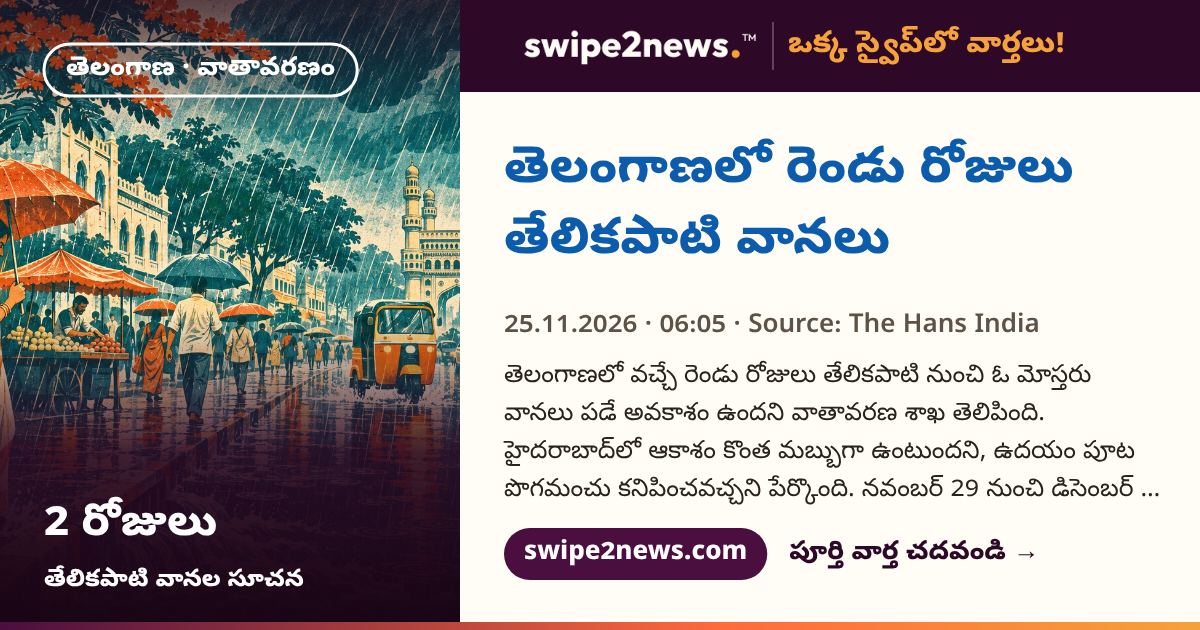 తెలంగాణ · వాతావరణం
2 రోజులు
తేలికపాటి వానల సూచన
swipe2news.™
ఒక్క స్వైప్‌లో వార్తలు!
తెలంగాణలో రెండు రోజులు
తేలికపాటి వానలు
25.11.2026 · 06:05 · Source: The Hans India
తెలంగాణలో వచ్చే రెండు రోజులు తేలికపాటి నుంచి ఓ మోస్తరు
వానలు పడే అవకాశం ఉందని వాతావరణ శాఖ తెలిపింది.
హైదరాబాద్‌లో ఆకాశం కొంత మబ్బుగా ఉంటుందని, ఉదయం పూట
పొగమంచు కనిపించవచ్చని పేర్కొంది. నవంబర్ 29 నుంచి డిసెంబర్ ...
swipe2news.com
పూర్తి వార్త చదవండి →